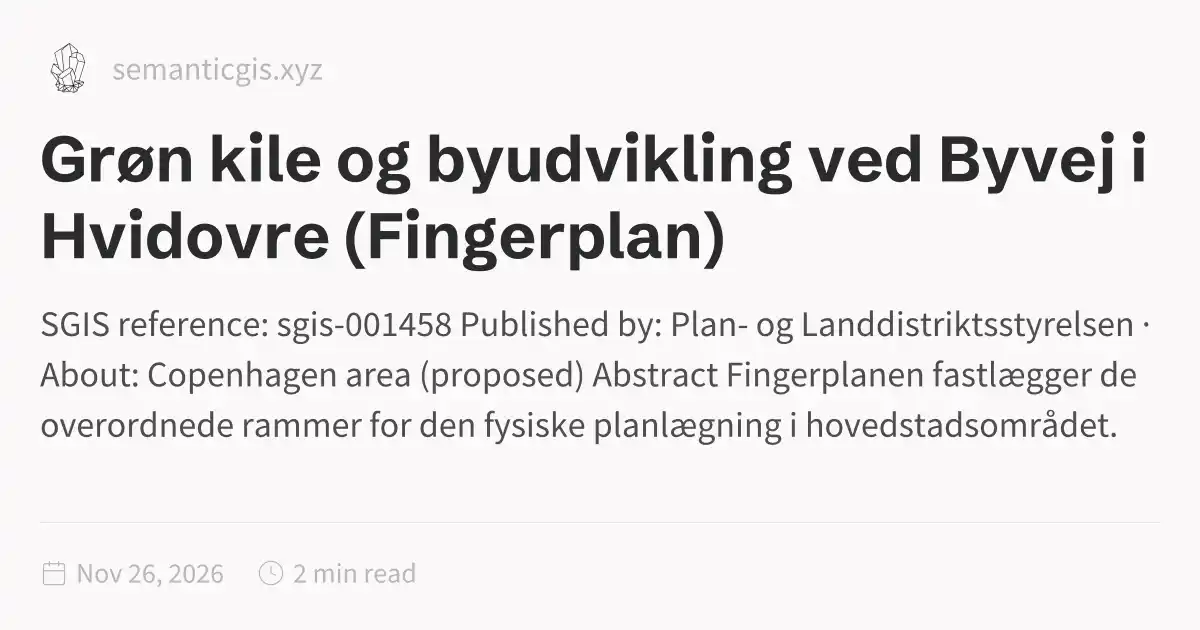 semanticgis.xyz
Grøn kile og byudvikling ved Byvej i
Hvidovre (Fingerplan)
SGIS reference: sgis-001458 Published by: Plan- og Landdistriktsstyrelsen ·
About: Copenhagen area (proposed) Abstract Fingerplanen fastlægger de
overordnede rammer for den fysiske planlægning i hovedstadsområdet.
Nov 26, 2026 2 min read